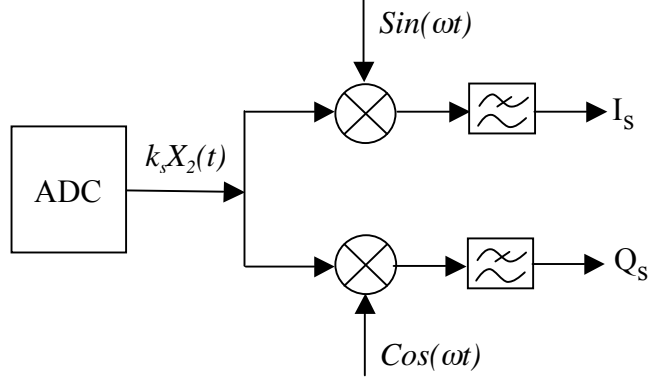 Sin(ωt)
I_s
k_sX_2(t)
ADC
Q_s
Cos(ωt)